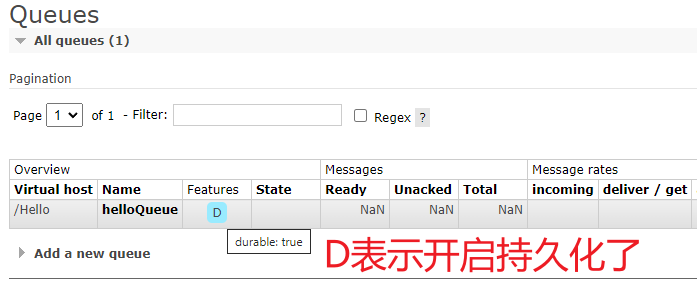 Queues
All queues (1)
Pagination
Page 1 of 1 - Filter: Regex ?
Overview Messages Message rates
Virtual host Name Features State Ready Unacked Total incoming deliver / get
/Hello helloQueue D NaN NaN NaN
durable: true
D表示开启持久化了
Add a new queue